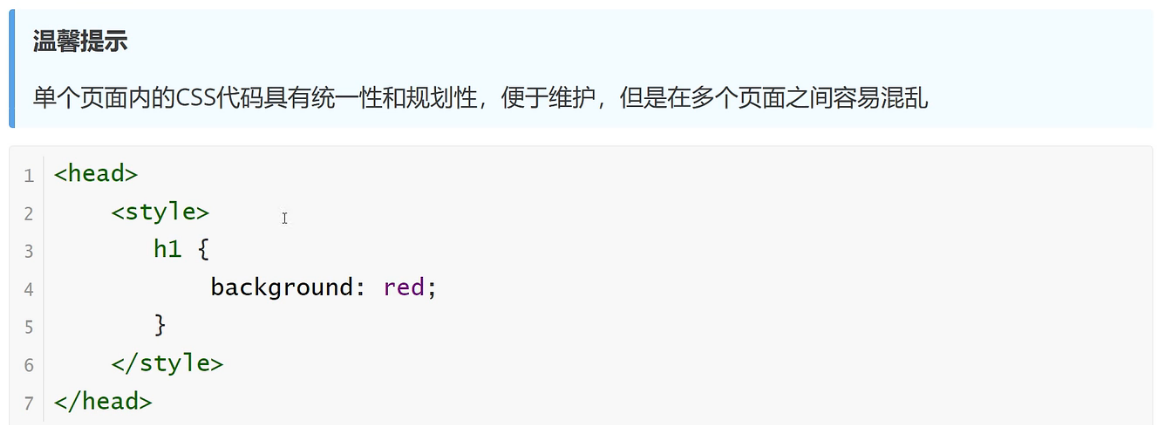 温馨提示
单个页面内的CSS代码具有统一性和规划性，便于维护，但是在多个页面之间容易混乱
1 <head>
2     <style>
3        h1 {
4            background: red;
5        }
6     </style>
7 </head>